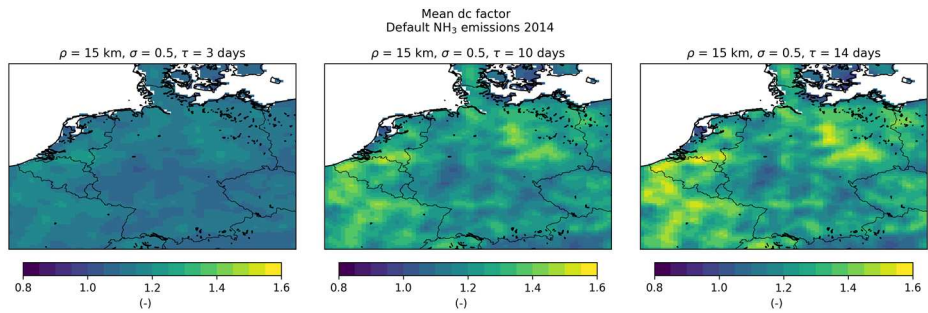 Mean dc factor
Default NH₃ emissions 2014
ρ = 15 km, σ = 0.5, τ = 3 days
ρ = 15 km, σ = 0.5, τ = 10 days
ρ = 15 km, σ = 0.5, τ = 14 days
0.8 1.0 1.2 1.4 1.6
0.8 1.0 1.2 1.4 1.6
0.8 1.0 1.2 1.4 1.6
(-)
(-)
(-)